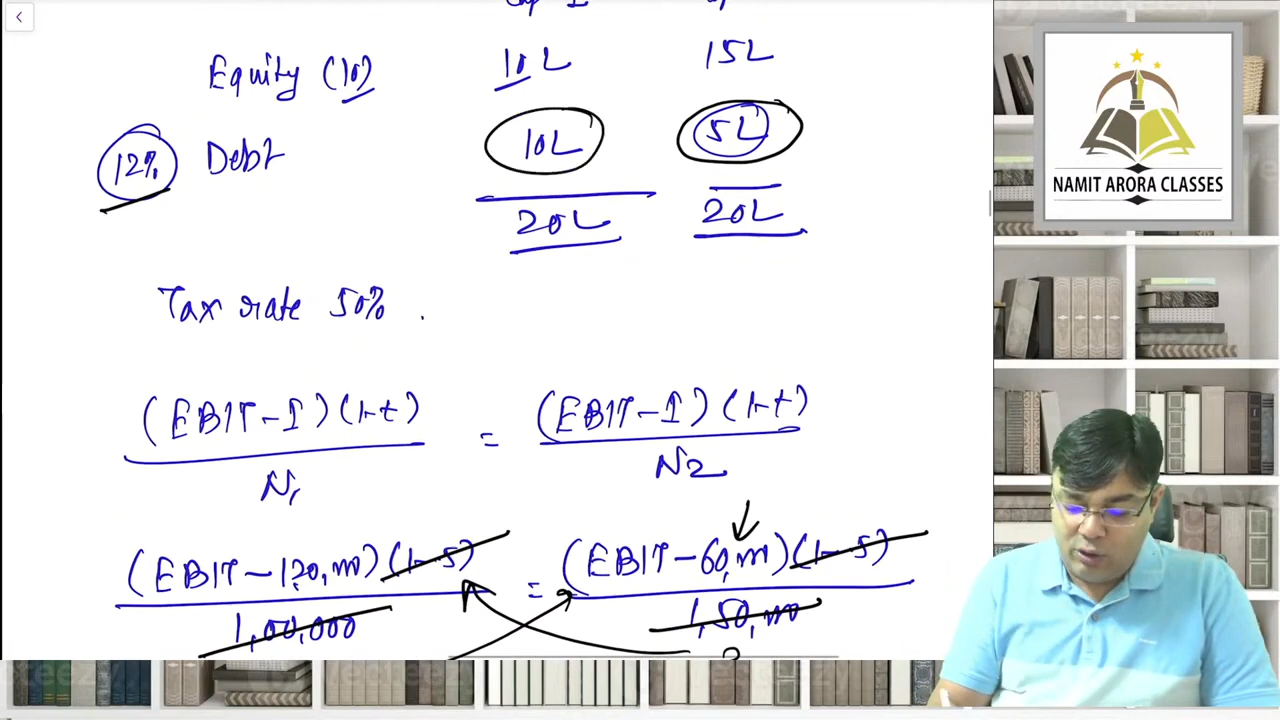 Equity (10) 10L 15L
12% Debt 10L 5L
20L 20L
Tax rate 50%.
(EBIT-I)(1-t) = (EBIT-I)(1-t)
N1 N2
(EBIT-120,000)(1-.5) = (EBIT-60,000)(1-.5)
1,00,000 1,50,000
NAMIT ARORA CLASSES